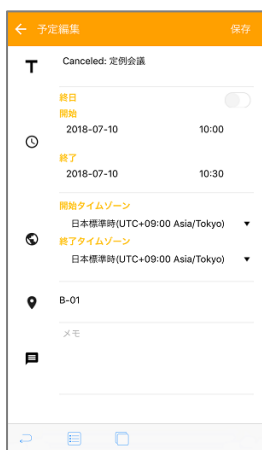 予定編集 保存
Canceled: 定例会議
終日
開始
2018-07-10 10:00
終了
2018-07-10 10:30
開始タイムゾーン
日本標準時(UTC+09:00 Asia/Tokyo)
終了タイムゾーン
日本標準時(UTC+09:00 Asia/Tokyo)
B-01
メモ